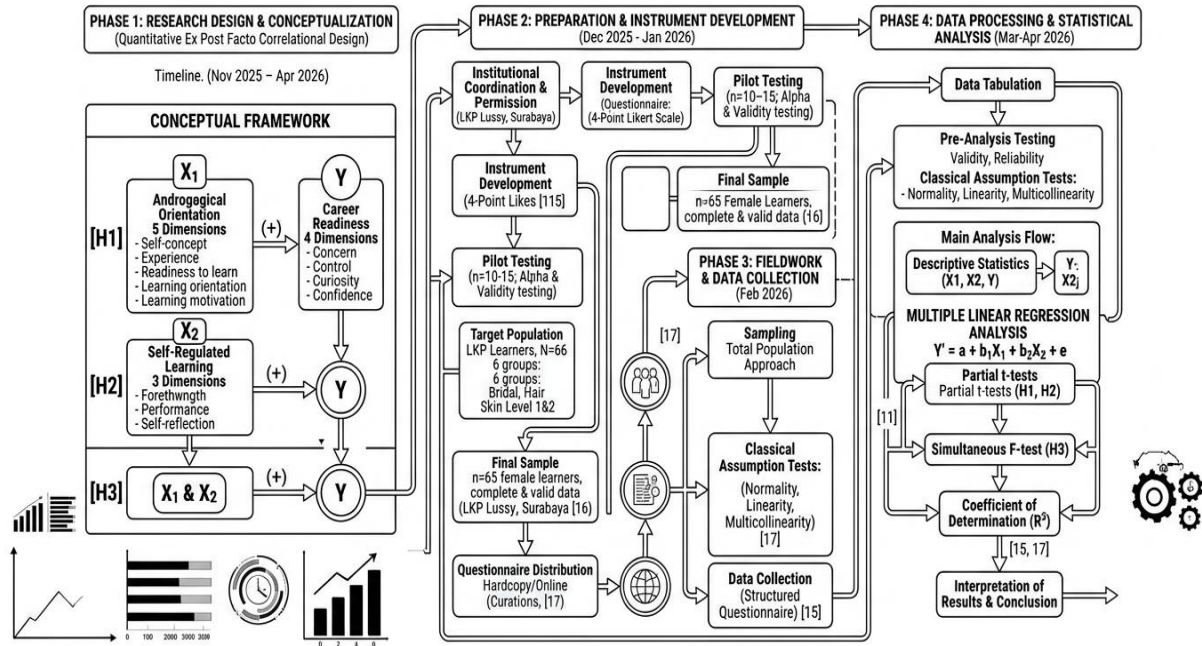 PHASE 1: RESEARCH DESIGN & CONCEPTUALIZATION
(Quantitative Ex Post Facto Correlational Design)
Timeline. (Nov 2025 – Apr 2026)
CONCEPTUAL FRAMEWORK
X1
Androgogical
Orientation
5 Dimensions
- Self-concept
- Experience
- Readiness to learn
- Learning orientation
- Learning motivation
[H1]
(+)
Y
Career
Readiness
4 Dimensions
- Concern
- Control
- Curiosity
- Confidence
X2
Self-Regulated
Learning
3 Dimensions
- Forethwngth
- Performance
- Self-reflection
[H2]
(+)
Y
[H3]
X1 & X2
(+)
Y
0 100 2000 3000 3000
0 2 4 6
PHASE 2: PREPARATION & INSTRUMENT DEVELOPMENT
(Dec 2025 - Jan 2026)
Institutional
Coordination &
Permission
(LKP Lussy, Surabaya)
Instrument
Development
(Questionnaire:
4-Point Likert Scale)
Pilot Testing
(n=10–15; Alpha
& Validity testing)
Instrument
Development
(4-Point Likes [115)
Final Sample
n=65 Female Learners,
complete & valid data (16)
Pilot Testing
(n=10-15; Alpha &
Validity testing)
Target Population
LKP Learners, N=66
6 groups:
6 groups:
Bridal, Hair
Skin Level 1&2
Final Sample
n=65 female learners,
complete & valid data
(LKP Lussy, Surabaya [16)
Questionnaire Distribution
Hardcopy/Online
(Curations, [17)
PHASE 3: FIELDWORK
& DATA COLLECTION
(Feb 2026)
[17]
Sampling
Total Population
Approach
Classical
Assumption Tests:
(Normality,
Linearity,
Multicollinearity)
[17]
Data Collection
(Structured
Questionnaire) [15]
PHASE 4: DATA PROCESSING & STATISTICAL
ANALYSIS (Mar-Apr 2026)
Data Tabulation
Pre-Analysis Testing
Validity, Reliability
Classical Assumption Tests:
- Normality, Linearity, Multicollinearity
Main Analysis Flow:
Descriptive Statistics
(X1, X2, Y)
MULTIPLE LINEAR REGRESSION
ANALYSIS
Y' = a + b1X1 + b2X2 + e
Partial t-tests
Partial t-tests (H1, H2)
[11]
Simultaneous F-test (H3)
Coefficient of
Determination (R²)
[15, 17]
Interpretation of
Results & Conclusion